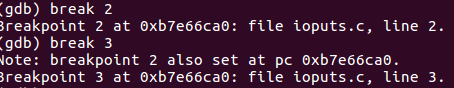 (gdb) break 2
Breakpoint 2 at 0xb7e66ca0: file ioputs.c, line 2.
(gdb) break 3
Note: breakpoint 2 also set at pc 0xb7e66ca0.
Breakpoint 3 at 0xb7e66ca0: file ioputs.c, line 3.